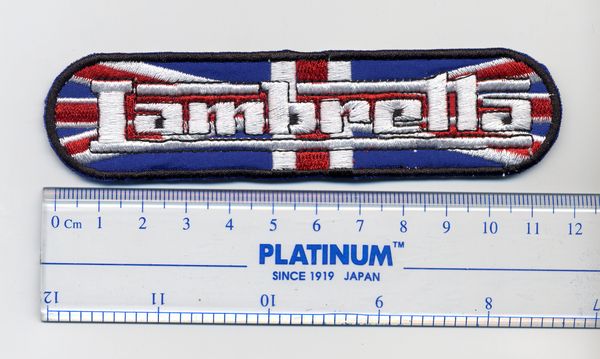 Lambretta
0 Cm 1 2 3 4 5 6 7 8 9 10 11 12
PLATINUM™
SINCE 1919 JAPAN
12 11 10 9 8 7